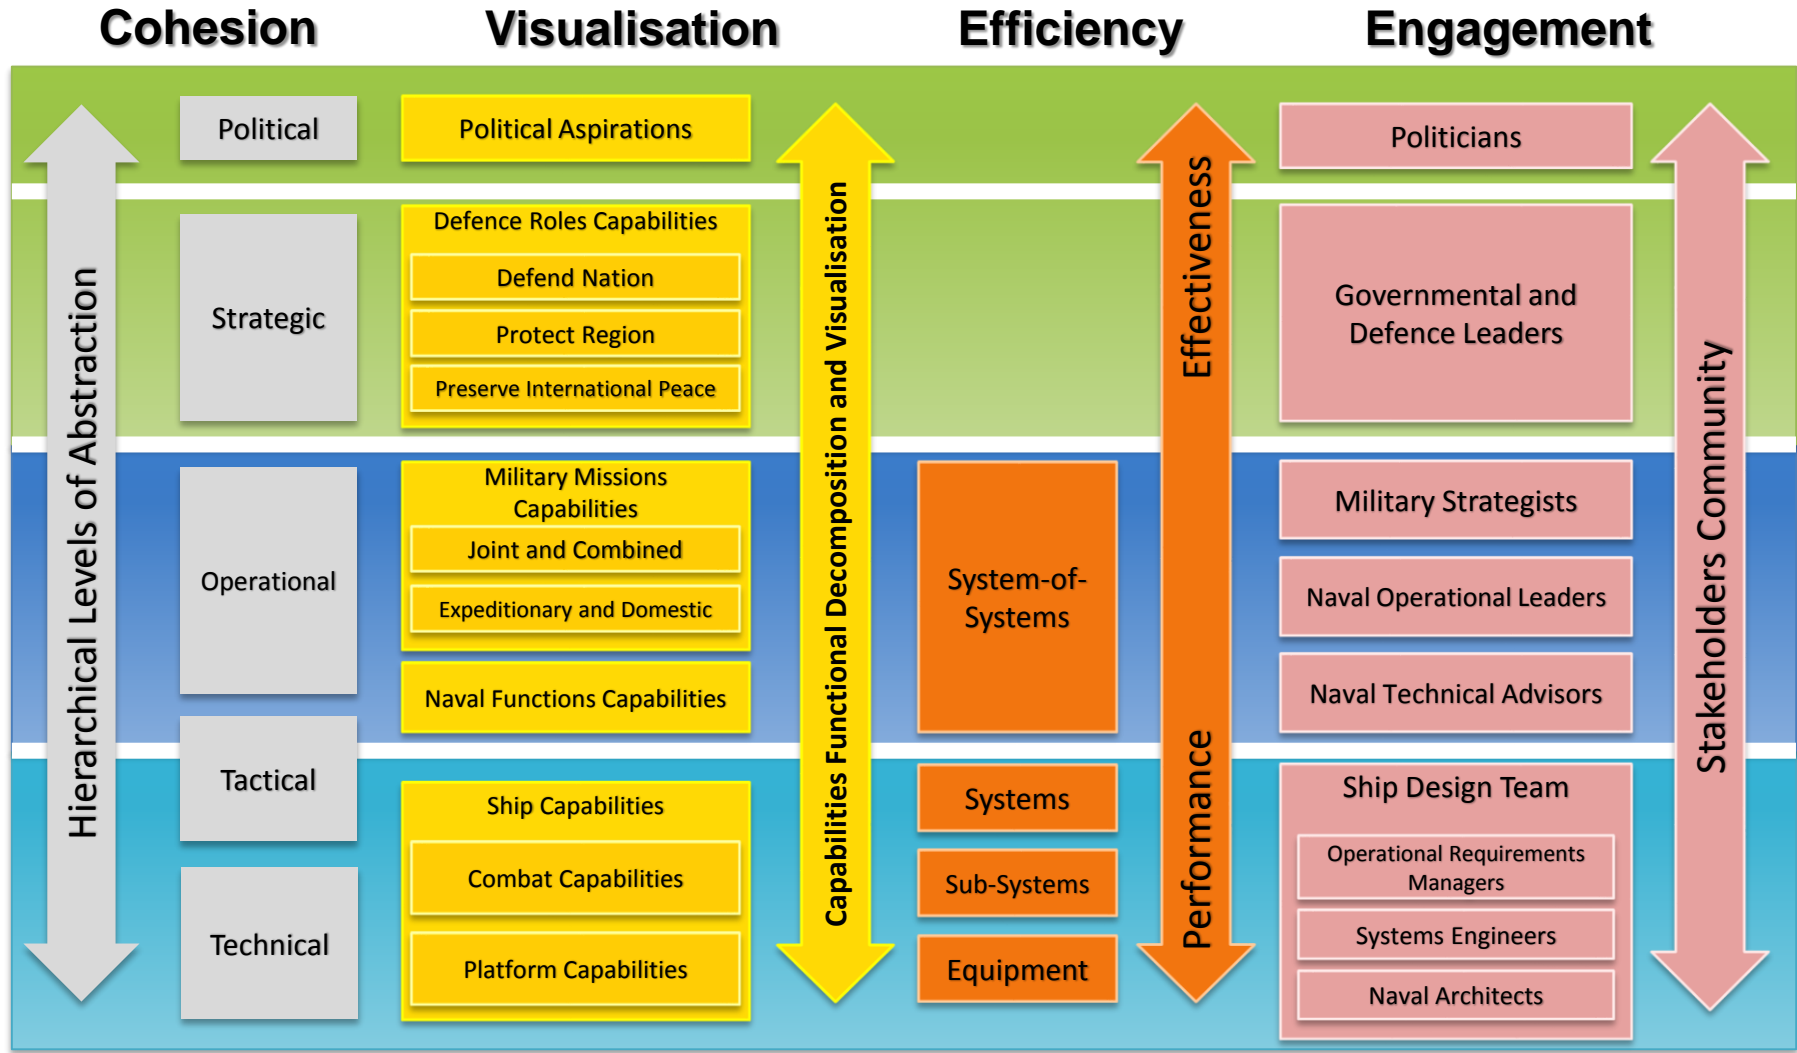 Cohesion
Visualisation
Efficiency
Engagement
Hierarchical Levels of Abstraction
Political
Strategic
Operational
Tactical
Technical
Political Aspirations
Defence Roles Capabilities
Defend Nation
Protect Region
Preserve International Peace
Military Missions
Capabilities
Joint and Combined
Expeditionary and Domestic
Naval Functions Capabilities
Ship Capabilities
Combat Capabilities
Platform Capabilities
Capabilities Functional Decomposition and Visualisation
System-of-
Systems
Systems
Sub-Systems
Equipment
Effectiveness
Performance
Politicians
Governmental and
Defence Leaders
Military Strategists
Naval Operational Leaders
Naval Technical Advisors
Ship Design Team
Operational Requirements
Managers
Systems Engineers
Naval Architects
Stakeholders Community